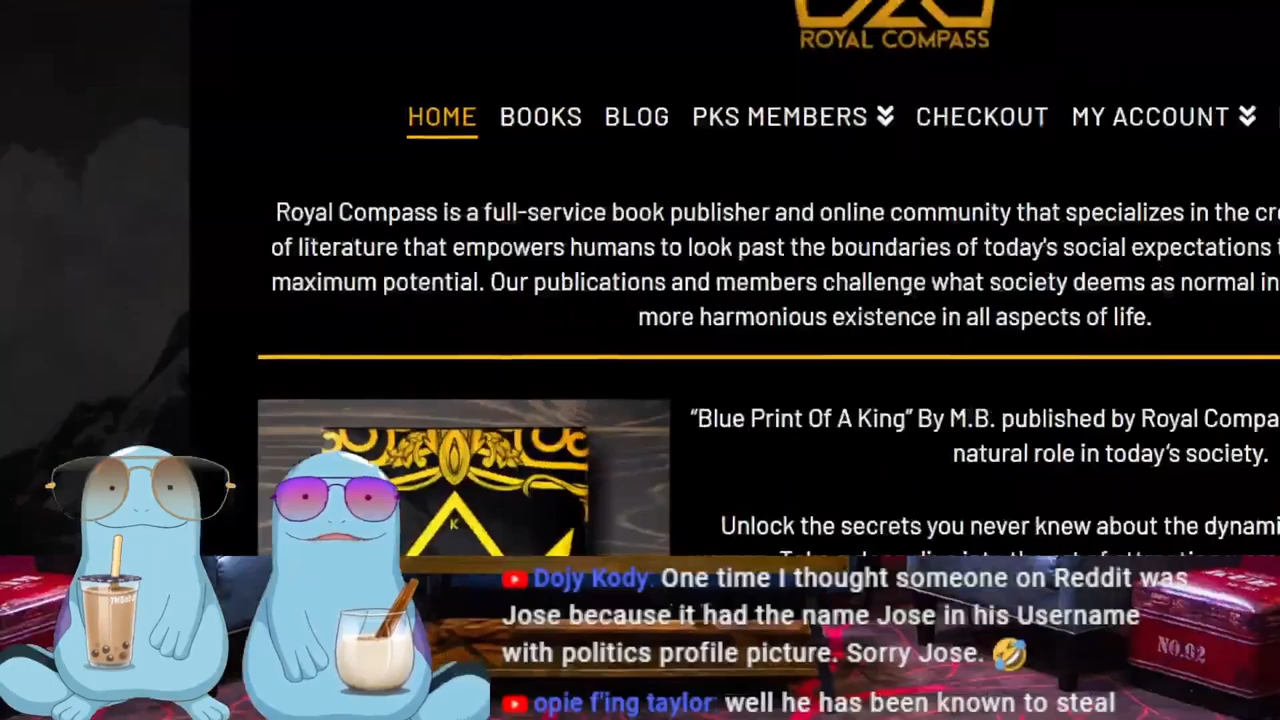 ROYAL COMPASS
HOME BOOKS BLOG PKS MEMBERS CHECKOUT MY ACCOUNT
Royal Compass is a full-service book publisher and online community that specializes in the
of literature that empowers humans to look past the boundaries of today's social expectations
maximum potential. Our publications and members challenge what society deems as normal in
more harmonious existence in all aspects of life.
“Blue Print Of A King” By M.B. published by Royal Compa
natural role in today’s society.
K
Unlock the secrets you never knew about the dynami
Dojy Kody: One time I thought someone on Reddit was
Jose because it had the name Jose in his Username
with politics profile picture. Sorry Jose. 🤣
opie f'ing taylor: well he has been known to steal
NO.92